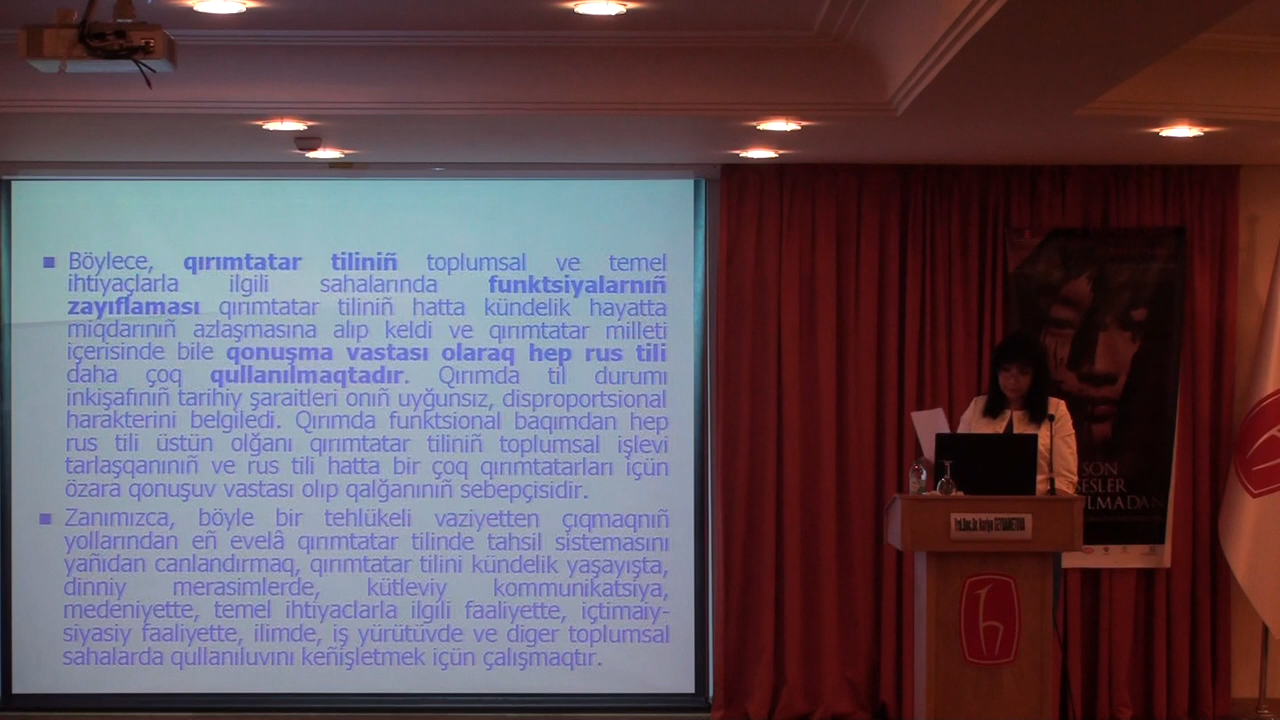 Böylece, qırımtatar tiliniñ toplumsal ve temel
ihtiyaçlarla ilgili sahalarında funktsiyalarnıñ
zayıflaması qırımtatar tiliniñ hatta kündelik hayatta
miqdarınıñ azlaşmasına alıp keldi ve qırımtatar milleti
içerisinde bile qonuşma vastası olaraq hep rus tili
daha çoq qullanılmaqtadır. Qırımda til durumı
inkişafınıñ tarihiy şaraitleri onıñ uyğunsız, disproportsional
harakterini belgiledi. Qırımda funktsional baqımdan hep
rus tili üstün olğanı qırımtatar tiliniñ toplumsal işlevi
tarlaşqanınıñ ve rus tili hatta bir çoq qırımtatarları içün
özara qonuşuv vastası olıp qalğanınıñ sebepçisidir.
Zanımızca, böyle bir tehlükeli vaziyetten çıqmaqnıñ
yollarından eñ evelâ qırımtatar tilinde tahsil sistemasını
yañıdan canlandırmaq, qırımtatar tilini kündelik yaşayışta,
dinniy merasimlerde, kütleviy kommunikatsiya,
medeniyette, temel ihtiyaclarla ilgili faaliyette, içtimaiy-
siyasiy faaliyette, ilimde, iş yürütüvde ve diger toplumsal
sahalarda qullanıluvını keñişletmek içün çalışmaqtır.
SON
SESLER
ULMADAN